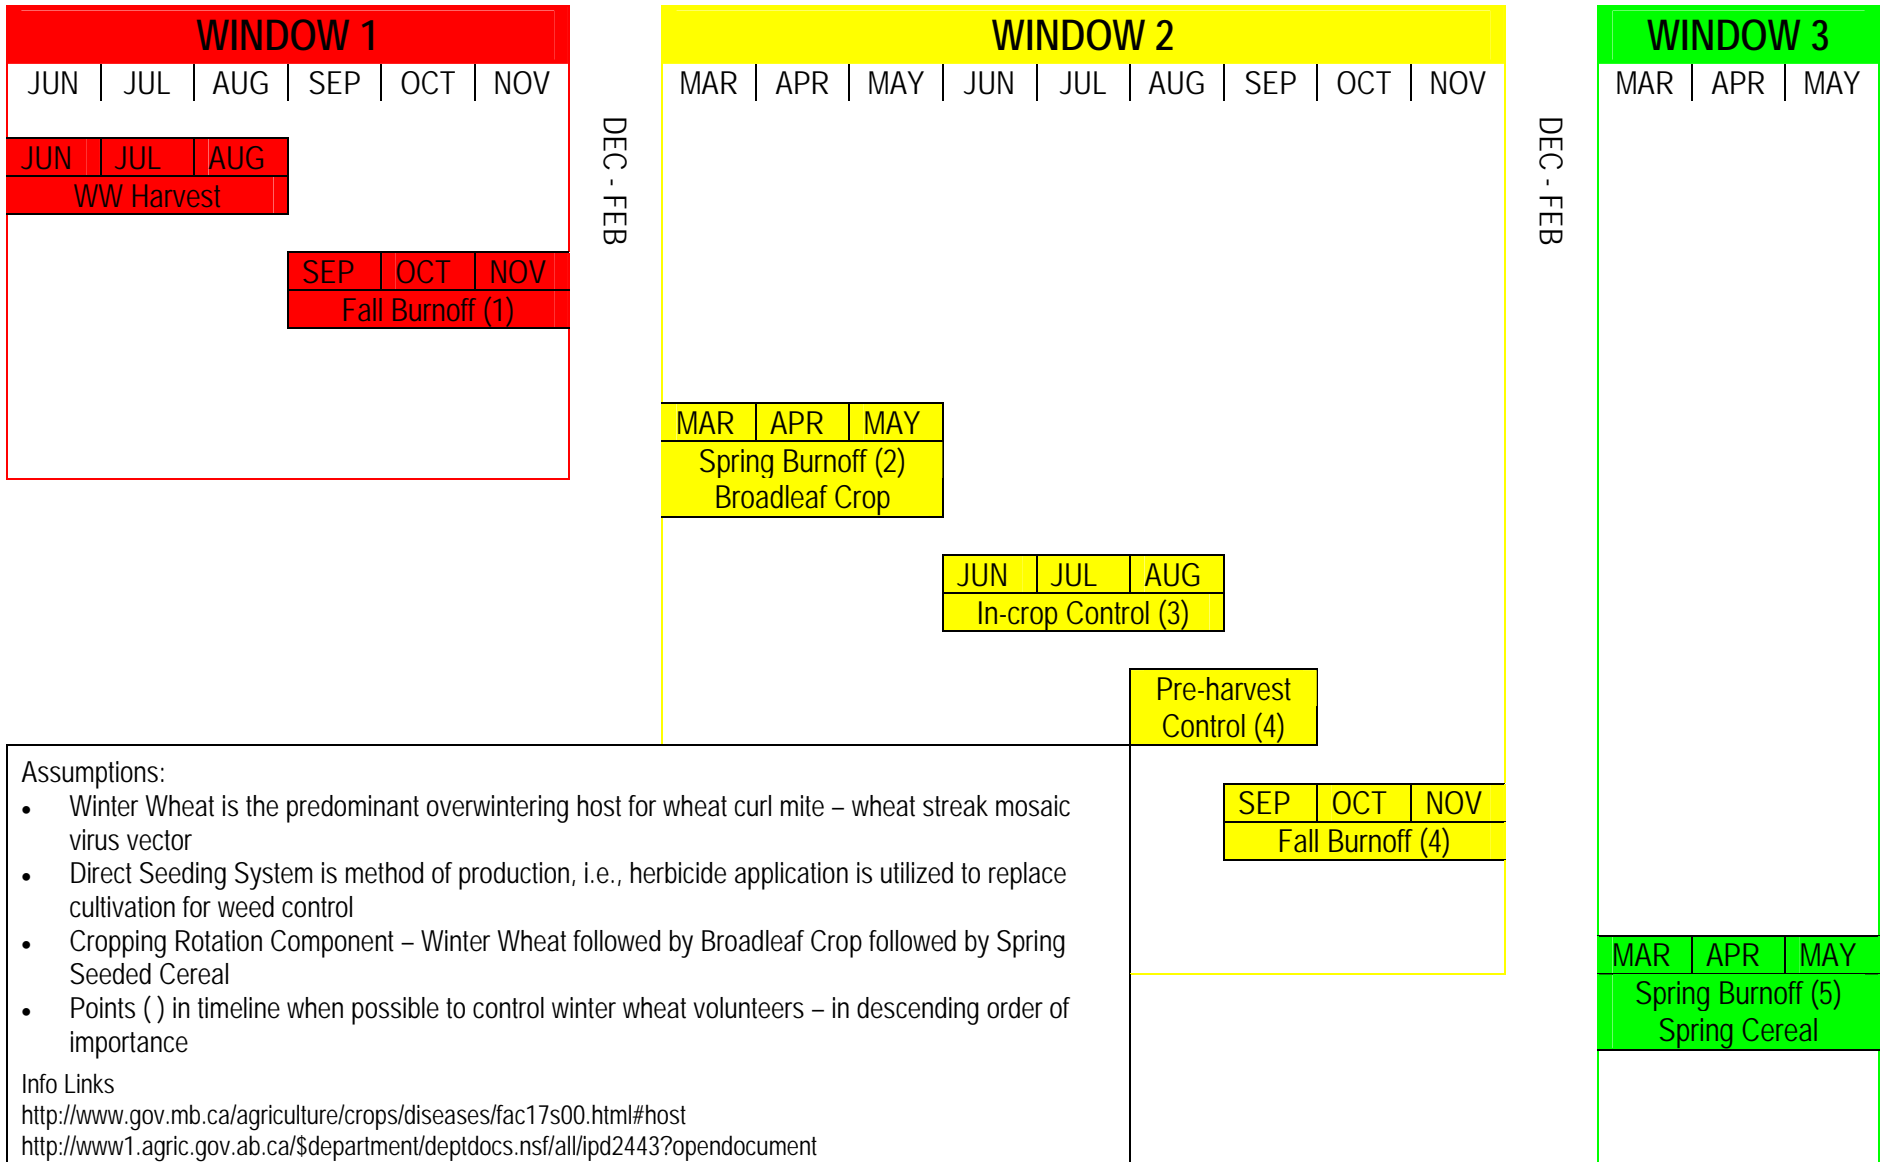 WINDOW 1
JUN JUL AUG SEP OCT NOV
JUN JUL AUG
WW Harvest
SEP OCT NOV
Fall Burnoff (1)
DEC - FEB
WINDOW 2
MAR APR MAY JUN JUL AUG SEP OCT NOV
MAR APR MAY
Spring Burnoff (2)
Broadleaf Crop
JUN JUL AUG
In-crop Control (3)
Pre-harvest
Control (4)
SEP OCT NOV
Fall Burnoff (4)
DEC - FEB
WINDOW 3
MAR APR MAY
MAR APR MAY
Spring Burnoff (5)
Spring Cereal
Assumptions:
• Winter Wheat is the predominant overwintering host for wheat curl mite – wheat streak mosaic
virus vector
• Direct Seeding System is method of production, i.e., herbicide application is utilized to replace
cultivation for weed control
• Cropping Rotation Component – Winter Wheat followed by Broadleaf Crop followed by Spring
Seeded Cereal
• Points ( ) in timeline when possible to control winter wheat volunteers – in descending order of
importance
Info Links
http://www.gov.mb.ca/agriculture/crops/diseases/fac17s00.html#host
http://www1.agric.gov.ab.ca/$department/deptdocs.nsf/all/ipd2443?opendocument